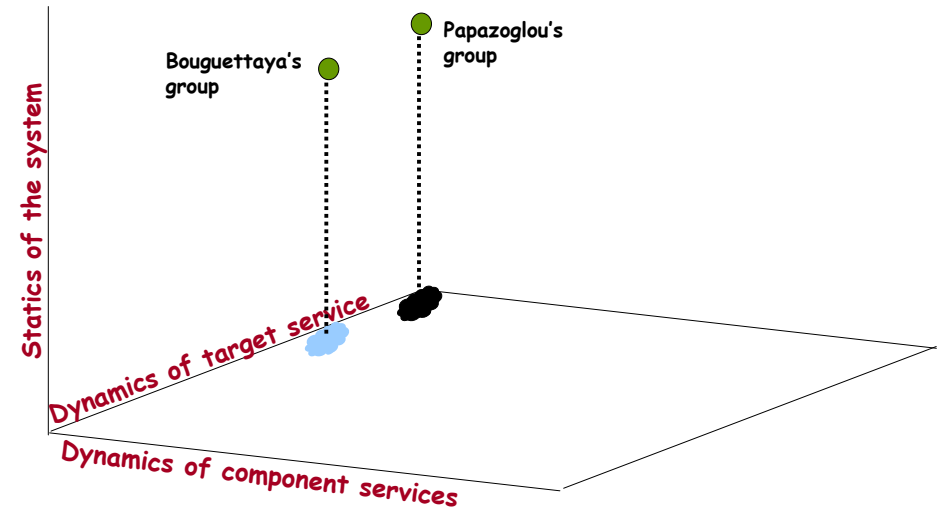 Papazoglou's
group
Bouguettaya's
group
Statics of the system
Dynamics of target service
Dynamics of component services